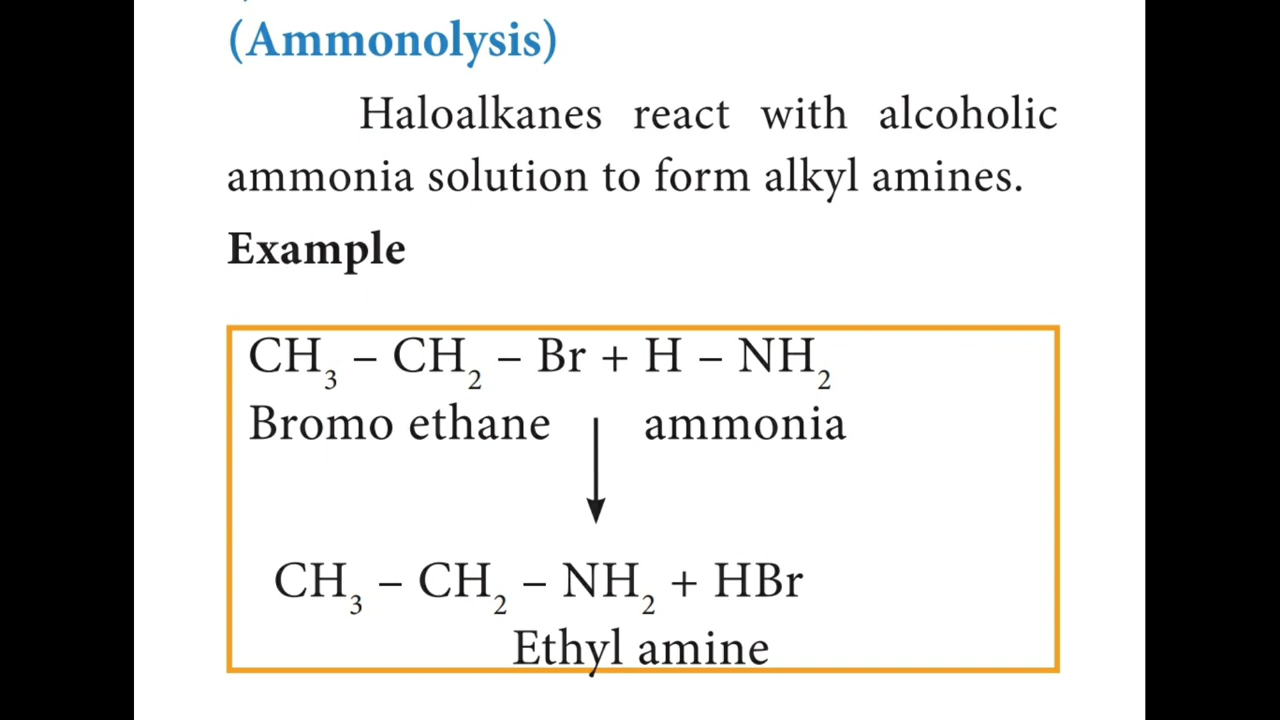 (Ammonolysis)
Haloalkanes react with alcoholic
ammonia solution to form alkyl amines.
Example
CH₃ – CH₂ – Br + H – NH₂
Bromo ethane ammonia
CH₃ – CH₂ – NH₂ + HBr
Ethyl amine